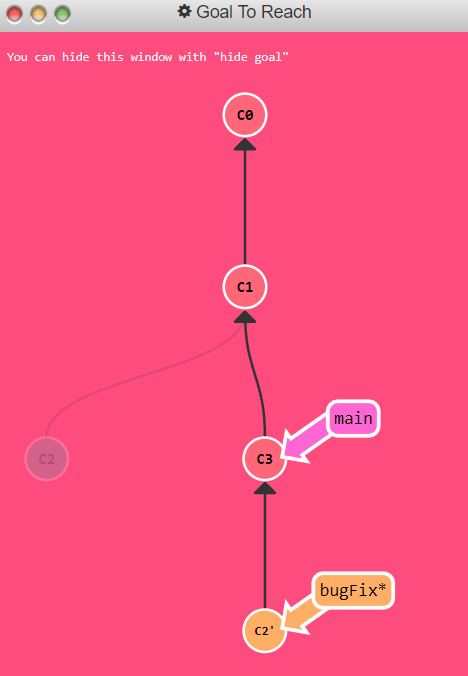 Goal To Reach
You can hide this window with "hide goal"
C0
C1
main
C2
C3
bugFix*
C2'